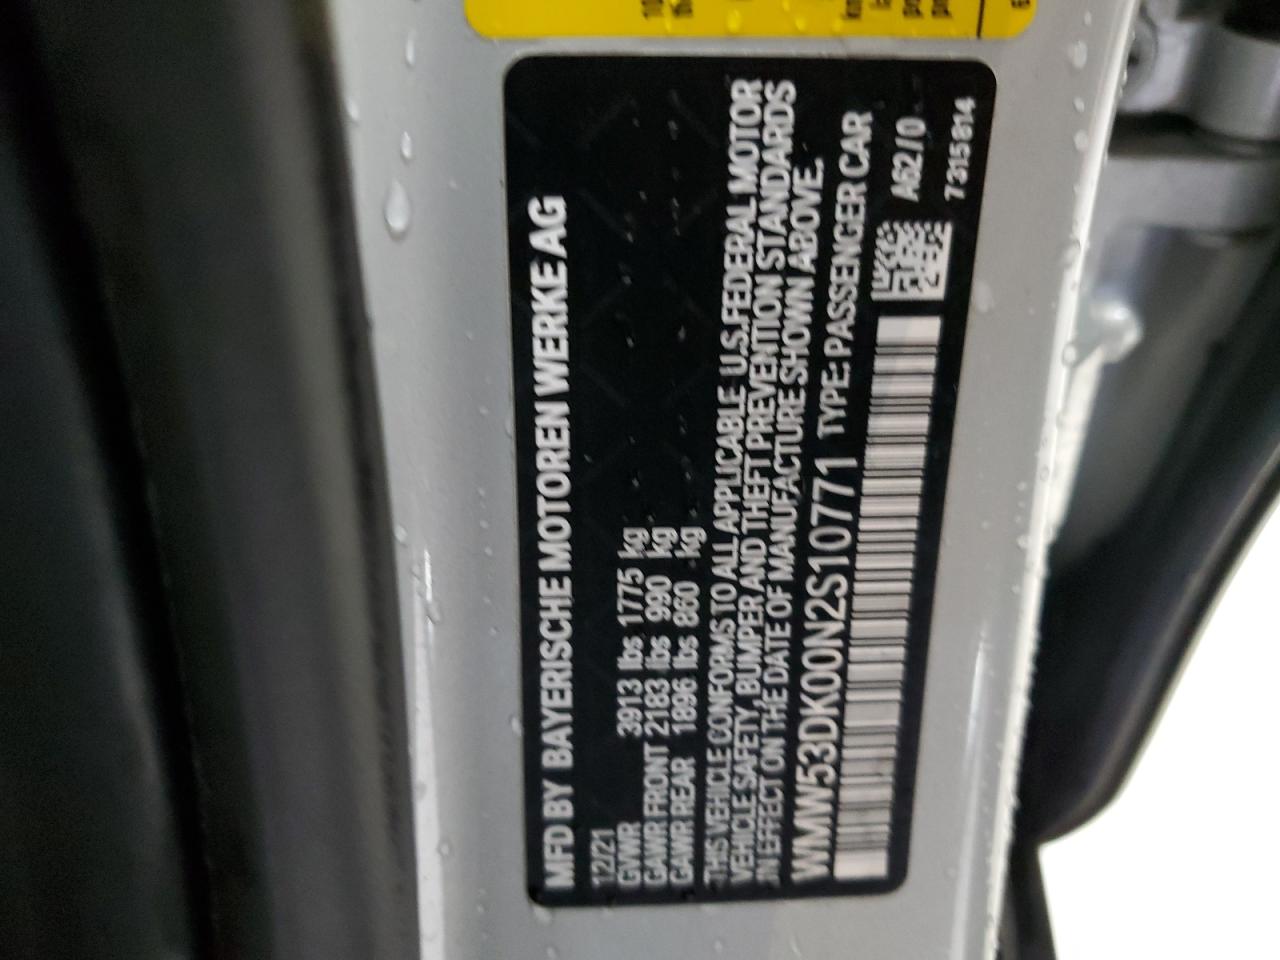 MFD BY BAYERISCHE MOTOREN WERKE AG
12/21
GVWR 3913 lbs 1775 kg
GAWR FRONT 2183 lbs 990 kg
GAWR REAR 1896 lbs 860 kg
THIS VEHICLE CONFORMS TO ALL APPLICABLE U.S.FEDERAL MOTOR
VEHICLE SAFETY, BUMPER AND THEFT PREVENTION STANDARDS
IN EFFECT ON THE DATE OF MANUFACTURE SHOWN ABOVE.
WMW53DK00N2S10771 TYPE: PASSENGER CAR
A62/0
7315814